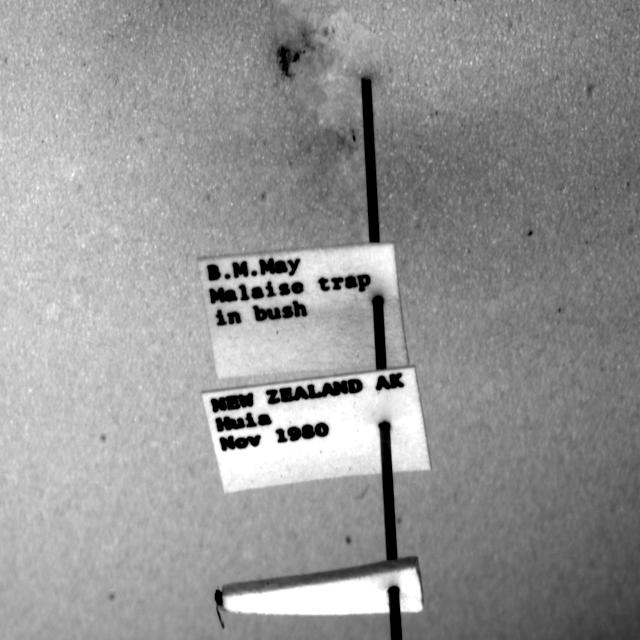 B.M.May
Malaise trap
in bush
NEW ZEALAND AK
Huia
Nov 1980